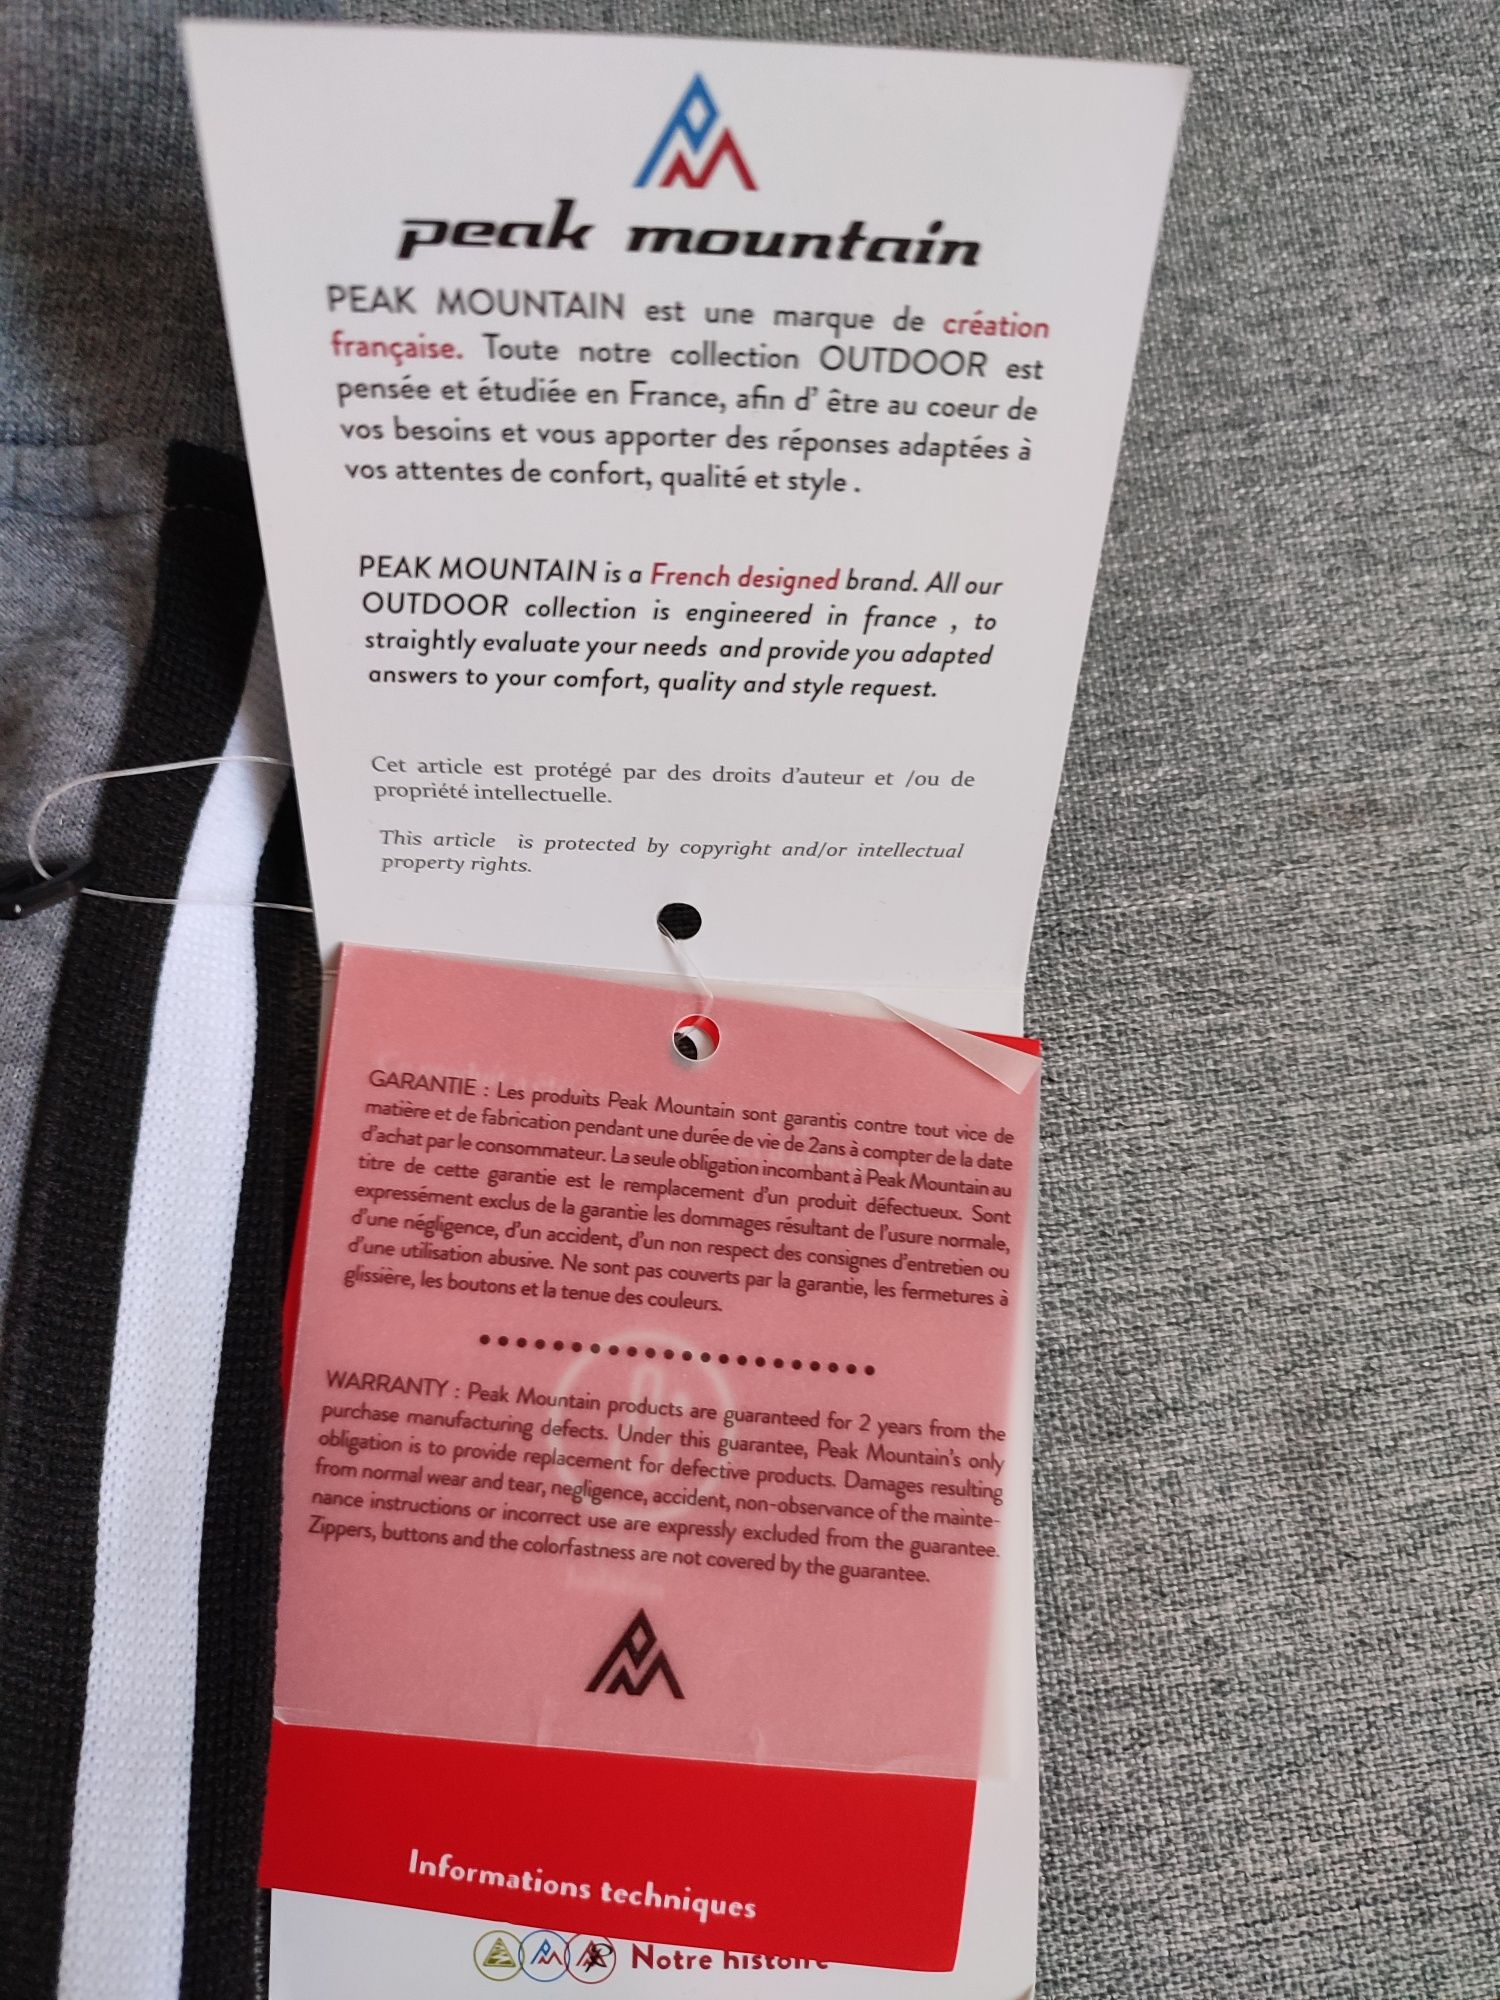 peak mountain
PEAK MOUNTAIN est une marque de création
française. Toute notre collection OUTDOOR est
pensée et étudiée en France, afin d' être au coeur de
vos besoins et vous apporter des réponses adaptées à
vos attentes de confort, qualité et style .
PEAK MOUNTAIN is a French designed brand. All our
OUTDOOR collection is engineered in france , to
straightly evaluate your needs and provide you adapted
answers to your comfort, quality and style request.
Cet article est protégé par des droits d'auteur et /ou de
propriété intellectuelle.
This article is protected by copyright and/or intellectual
property rights.
GARANTIE : Les produits Peak Mountain sont garantis contre tout vice de
matière et de fabrication pendant une durée de vie de 2ans à compter de la date
d'achat par le consommateur. La seule obligation incombant à Peak Mountain au
titre de cette garantie est le remplacement d'un produit défectueux. Sont
expressément exclus de la garantie les dommages résultant de l'usure normale,
d'une négligence, d'un accident, d'un non respect des consignes d'entretien ou
d'une utilisation abusive. Ne sont pas couverts par la garantie, les fermetures à
glissière, les boutons et la tenue des couleurs.
WARRANTY : Peak Mountain products are guaranteed for 2 years from the
purchase manufacturing defects. Under this guarantee, Peak Mountain's only
obligation is to provide replacement for defective products. Damages resulting
from normal wear and tear, negligence, accident, non-observance of the mainte-
nance instructions or incorrect use are expressly excluded from the guarantee.
Zippers, buttons and the colorfastness are not covered by the guarantee.
Informations techniques
Notre histoire